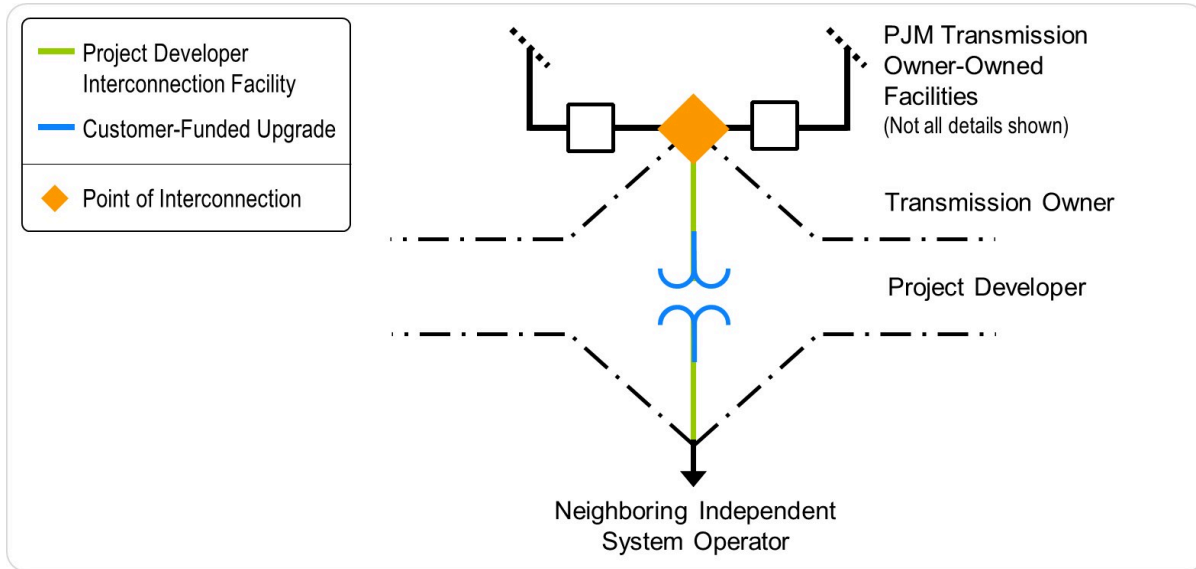 Project Developer
Interconnection Facility
Customer-Funded Upgrade
Point of Interconnection
PJM Transmission
Owner-Owned
Facilities
(Not all details shown)
Transmission Owner
Project Developer
Neighboring Independent
System Operator